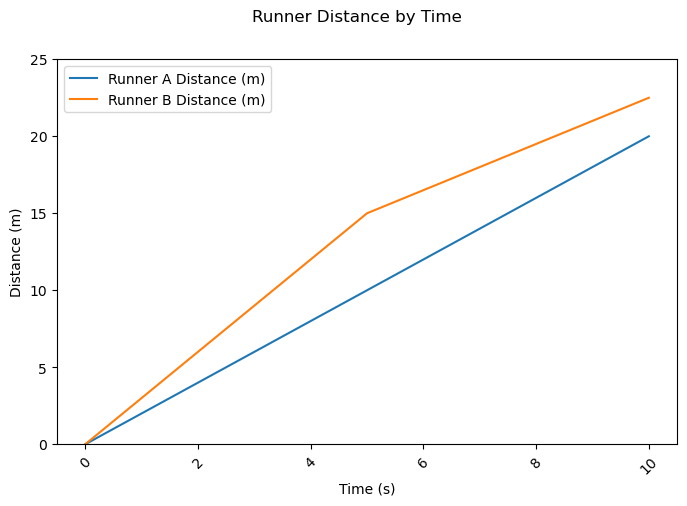 Runner Distance by Time
Runner A Distance (m)
Runner B Distance (m)
Distance (m)
25
20
15
10
5
0
0 2 4 6 8 10
Time (s)